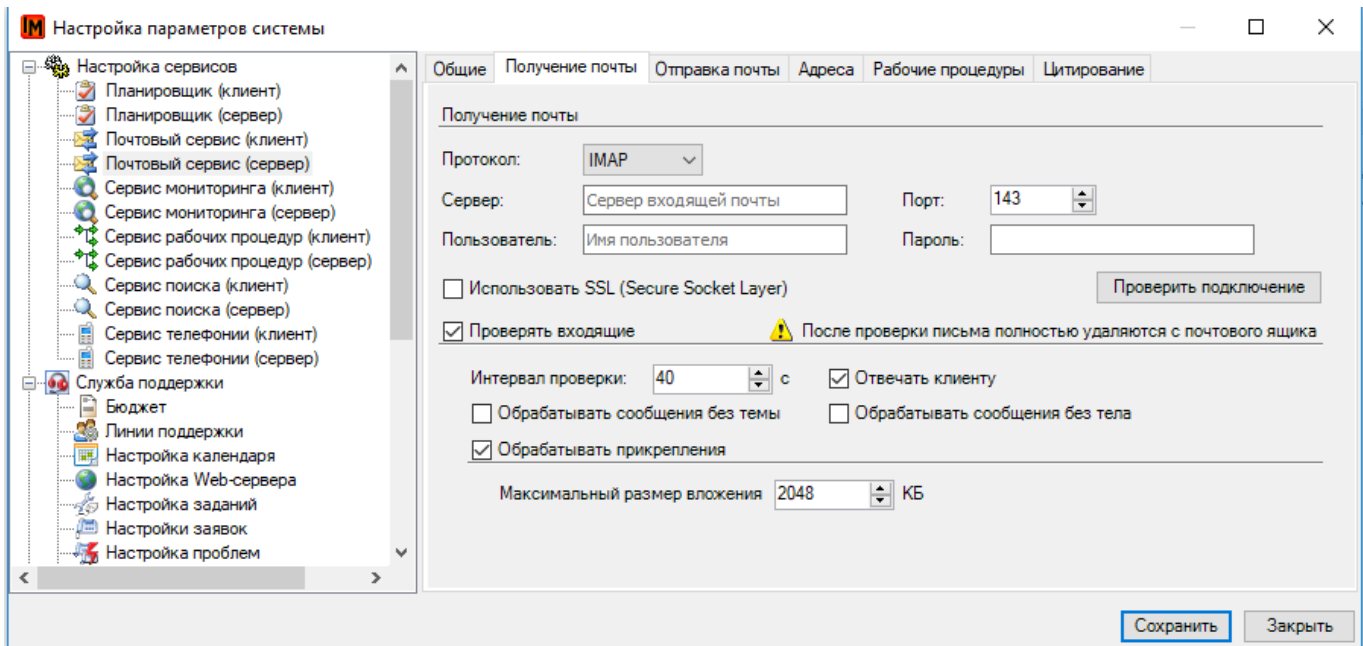 IM Настройка параметров системы
Настройка сервисов
Планировщик (клиент)
Планировщик (сервер)
Почтовый сервис (клиент)
Почтовый сервис (сервер)
Сервис мониторинга (клиент)
Сервис мониторинга (сервер)
Сервис рабочих процедур (клиент)
Сервис рабочих процедур (сервер)
Сервис поиска (клиент)
Сервис поиска (сервер)
Сервис телефонии (клиент)
Сервис телефонии (сервер)
Служба поддержки
Бюджет
Линии поддержки
Настройка календаря
Настройка Web-сервера
Настройка заданий
Настройки заявок
Настройка проблем
Общие Получение почты Отправка почты Адреса Рабочие процедуры Цитирование
Получение почты
Протокол: IMAP
Сервер: Сервер входящей почты Порт: 143
Пользователь: Имя пользователя Пароль:
Использовать SSL (Secure Socket Layer) Проверить подключение
Проверять входящие После проверки письма полностью удаляются с почтового ящика
Интервал проверки: 40 с Отвечать клиенту
Обрабатывать сообщения без темы Обрабатывать сообщения без тела
Обрабатывать прикрепления
Максимальный размер вложения 2048 КБ
Сохранить Закрыть